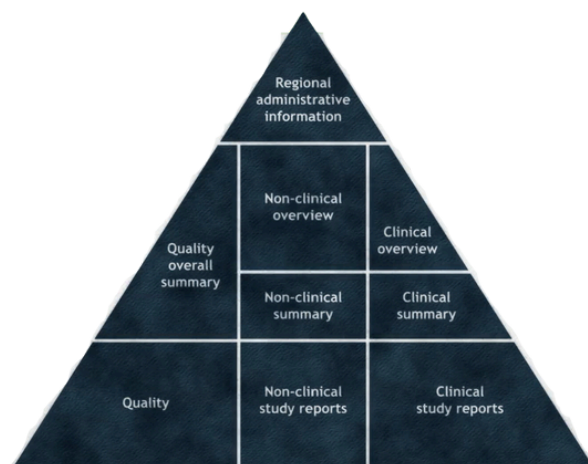 Regional
administrative
information
Non-clinical
overview
Clinical
overview
Quality
overall
summary
Non-clinical
summary
Clinical
summary
Quality
Non-clinical
study reports
Clinical
study reports